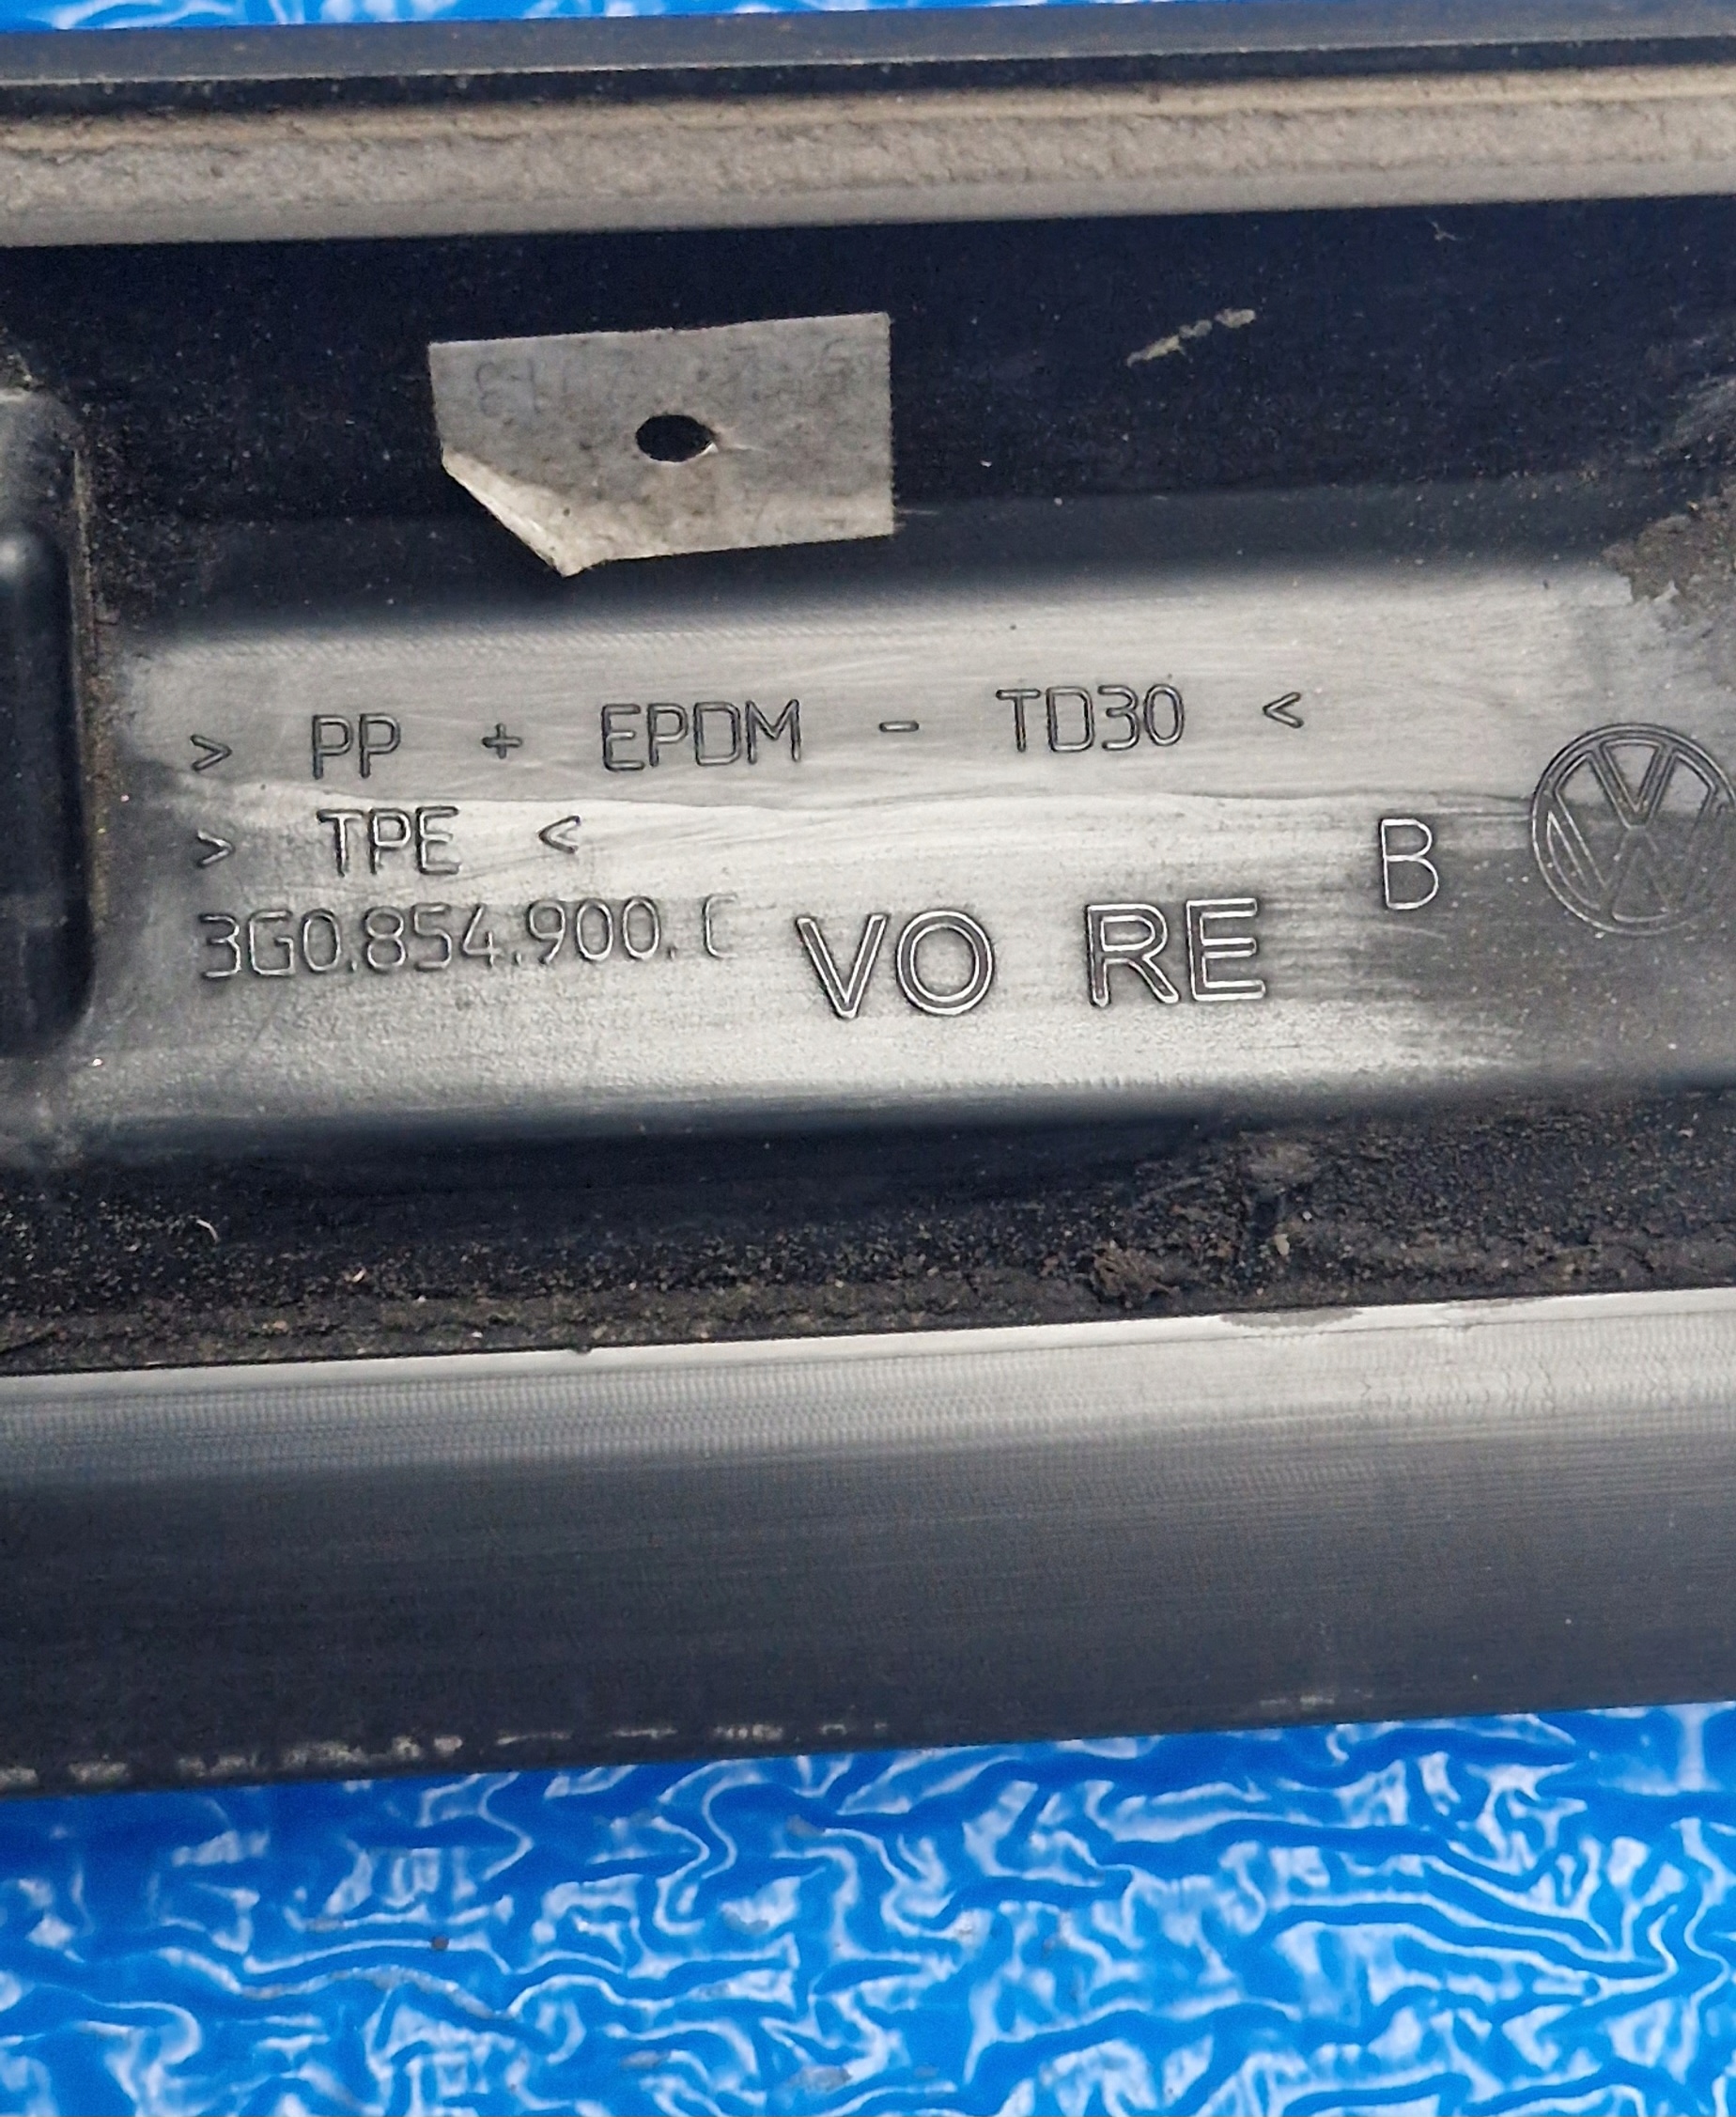 > PP + EPDM - TD30 <
> TPE <
3G0.854.900.C VO RE B